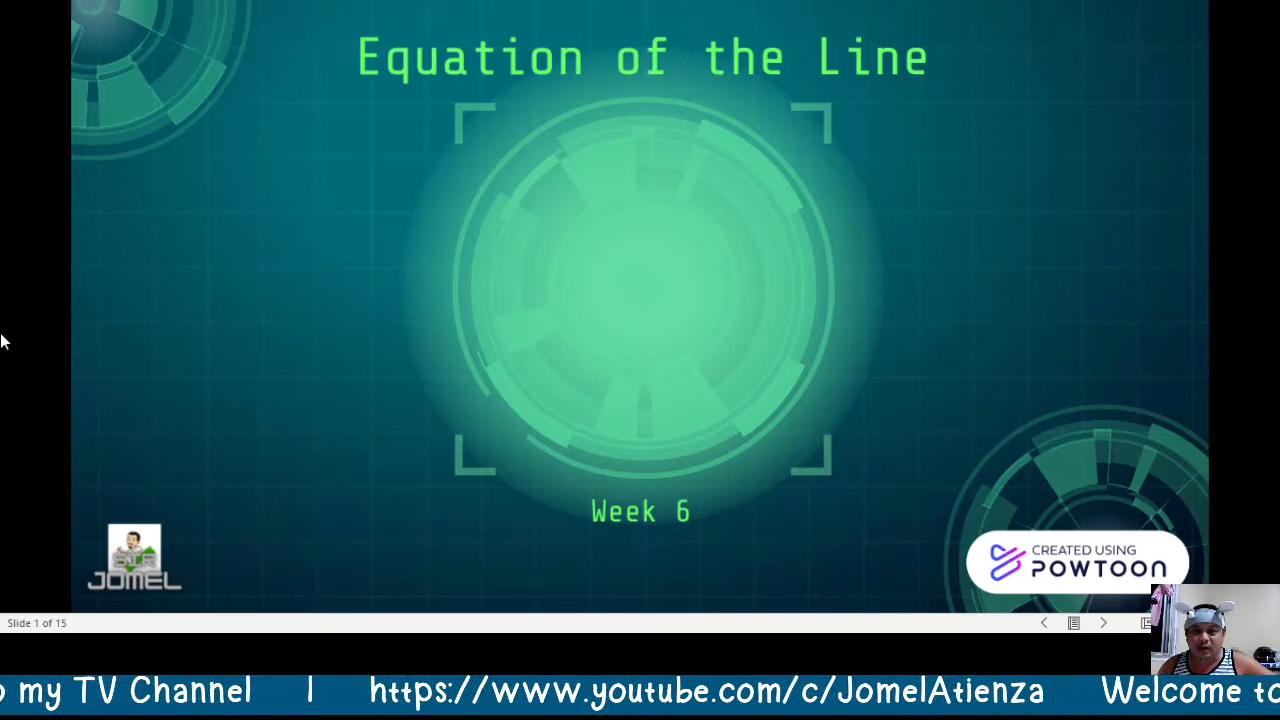 Equation of the Line
Week 6
SIR
JOMEL
CREATED USING
POWTOON
Slide 1 of 15
o my TV Channel | https://www.youtube.com/c/JomelAtienza Welcome to